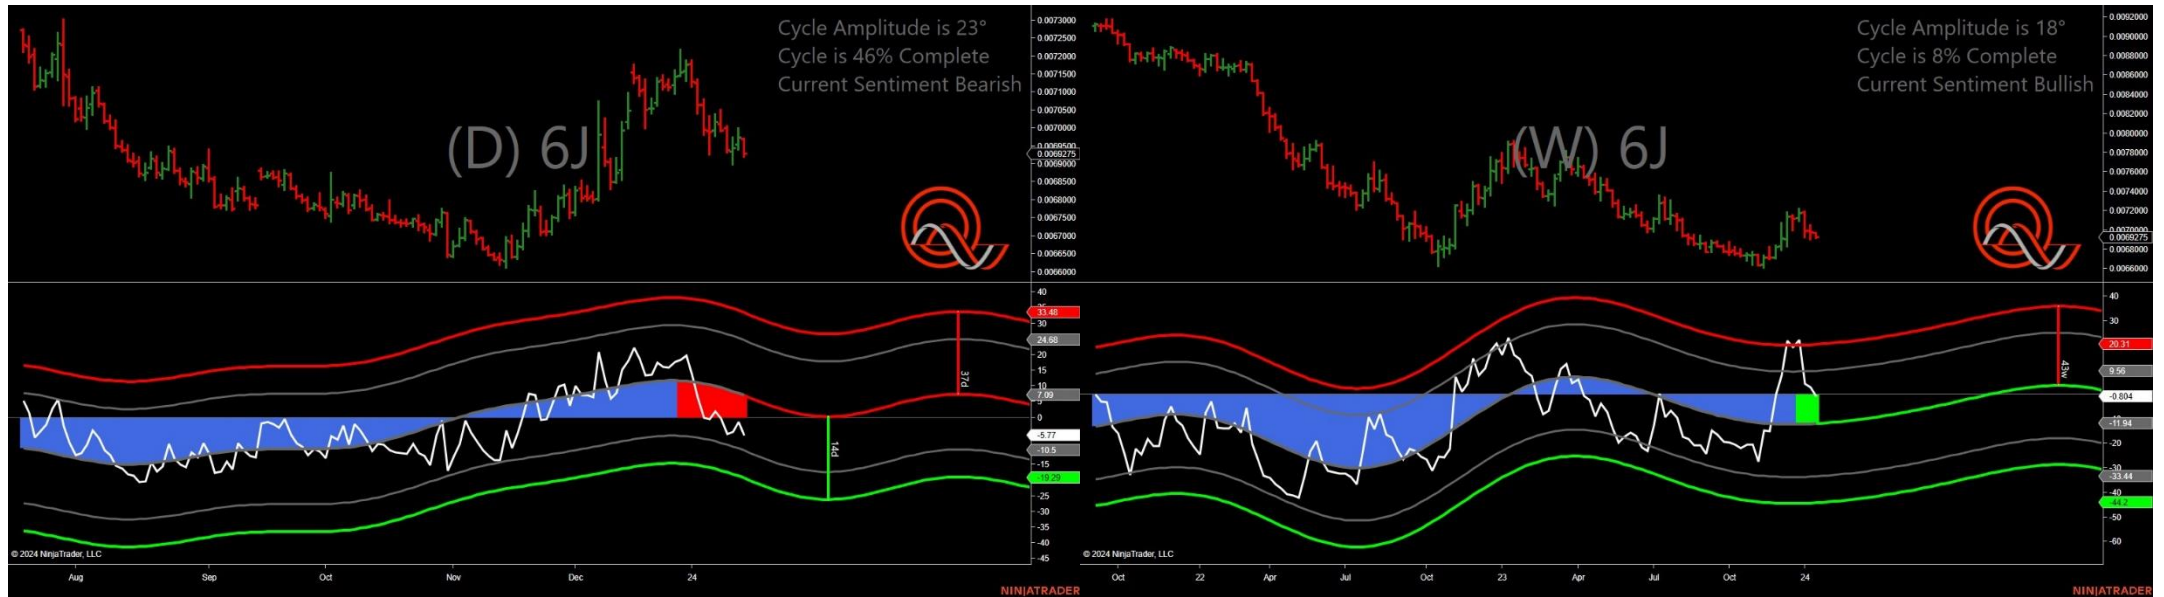 Cycle Amplitude is 23°
Cycle is 46% Complete
Current Sentiment Bearish
(D) 6J
0.0073000
0.0072500
0.0072000
0.0071500
0.0071000
0.0070500
0.0070000
0.0069500
0.0069275
0.0069000
0.0068500
0.0068000
0.0067500
0.0067000
0.0066500
0.0066000
40
33.48
30
24.68
20
15
10
7.09
0
-5.77
-10.5
-15
-19.29
-25
-30
-35
-40
-45
37d
14d
© 2024 NinjaTrader, LLC
Aug
Sep
Oct
Nov
Dec
24
NINJATRADER
Cycle Amplitude is 18°
Cycle is 8% Complete
Current Sentiment Bullish
(W) 6J
0.0092000
0.0090000
0.0088000
0.0086000
0.0084000
0.0082000
0.0080000
0.0078000
0.0076000
0.0074000
0.0072000
0.0070000
0.0069275
0.0068000
0.0066000
40
30
20.31
9.56
-0.804
-11.94
-20
-30
-33.44
-40
-44.2
-50
-60
43w
© 2024 NinjaTrader, LLC
Oct
22
Apr
Jul
Oct
23
Apr
Jul
Oct
24
NINJATRADER